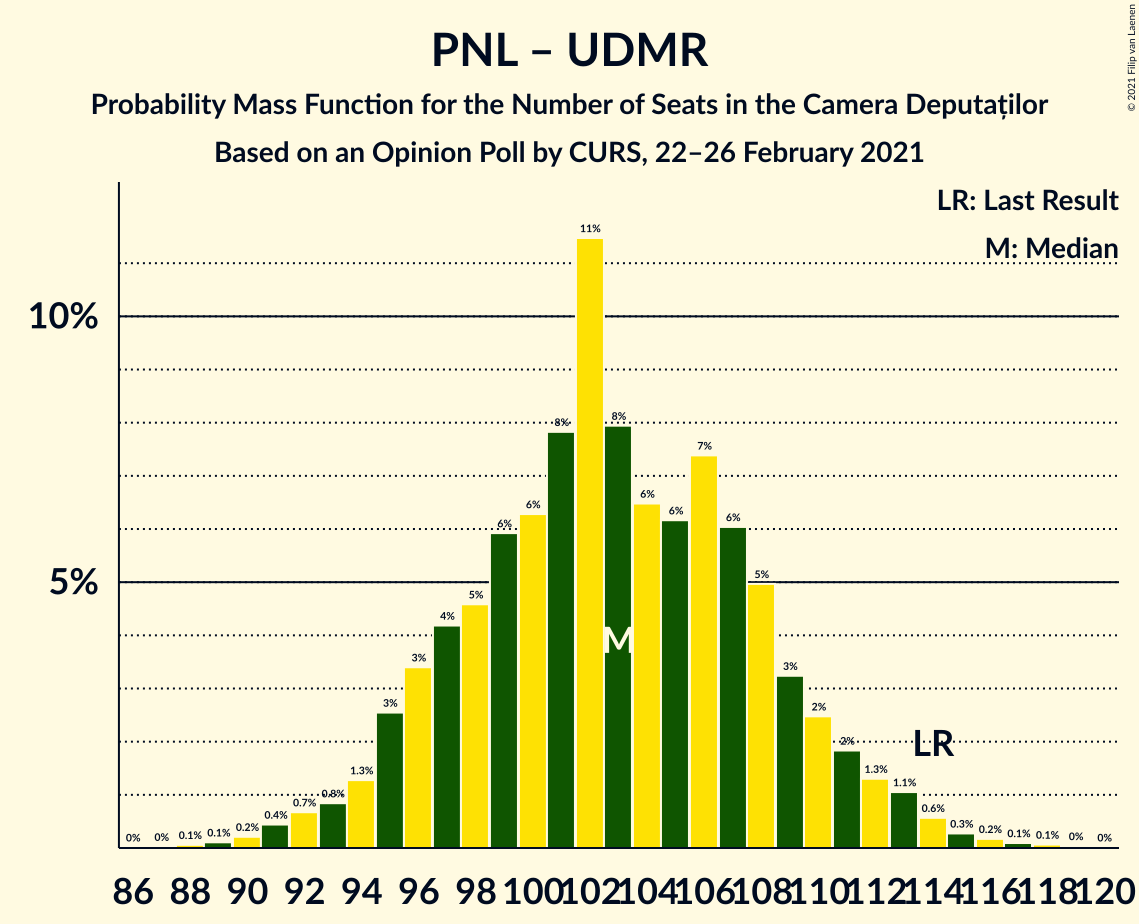 PNL – UDMR
Probability Mass Function for the Number of Seats in the Camera Deputaților
Based on an Opinion Poll by CURS, 22–26 February 2021
© 2021 Filip van Laenen
LR: Last Result
M: Median
10%
5%
0% 0% 0.1% 0.1% 0.2% 0.4% 0.7% 0.8% 1.3% 3% 3% 4% 5% 6% 6% 8% 11% 8% 6% 6% 7% 6% 5% 3% 2% 2% 1.3% 1.1% 0.6% 0.3% 0.2% 0.1% 0.1% 0% 0%
M
LR
86 88 90 92 94 96 98 100 102 104 106 108 110 112 114 116 118 120